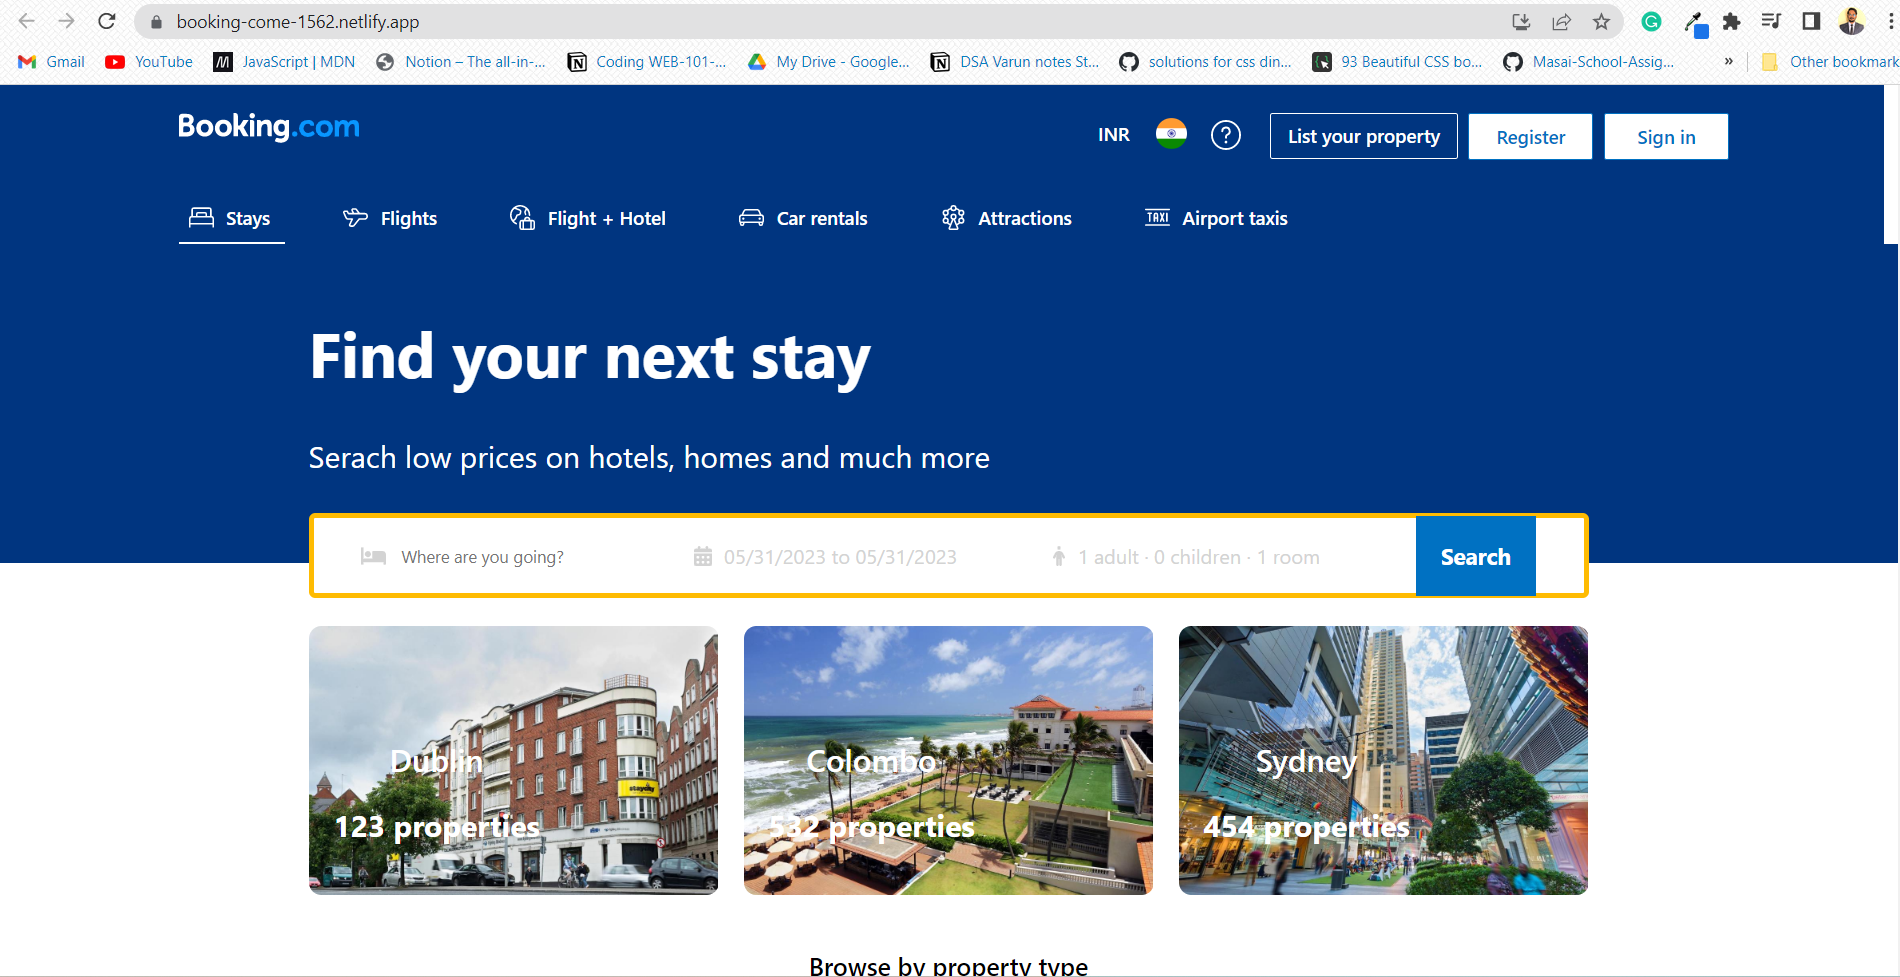 booking-come-1562.netlify.app
Gmail YouTube JavaScript | MDN Notion – The all-in-... Coding WEB-101-... My Drive - Google... DSA Varun notes St... solutions for css din... 93 Beautiful CSS bo... Masai-School-Assig... » Other bookmark
Booking.com INR ? List your property Register Sign in
Stays Flights Flight + Hotel Car rentals Attractions TAXI Airport taxis
Find your next stay
Serach low prices on hotels, homes and much more
Where are you going? 05/31/2023 to 05/31/2023 1 adult · 0 children · 1 room Search
Dublin Colombo Sydney
staycity
123 properties 532 properties 454 properties
Browse by property type